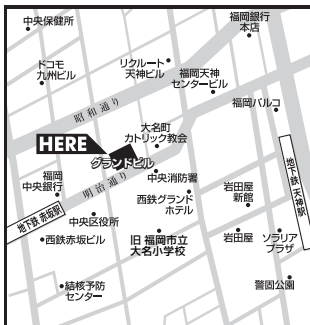 中央保健所
福岡銀行
本店
ドコモ
九州ビル
リクルート
天神ビル
福岡天神
センタービル
福岡パルコ
昭和通り
大名町
カトリック教会
HERE
グランドビル
地下鉄 天神駅
福岡
中央銀行
明治通り
中央消防署
西鉄グランド
ホテル
岩田屋
新館
地下鉄 赤坂駅
中央区役所
西鉄赤坂ビル
旧 福岡市立
大名小学校
岩田屋
ソラリア
プラザ
結核予防
センター
警固公園